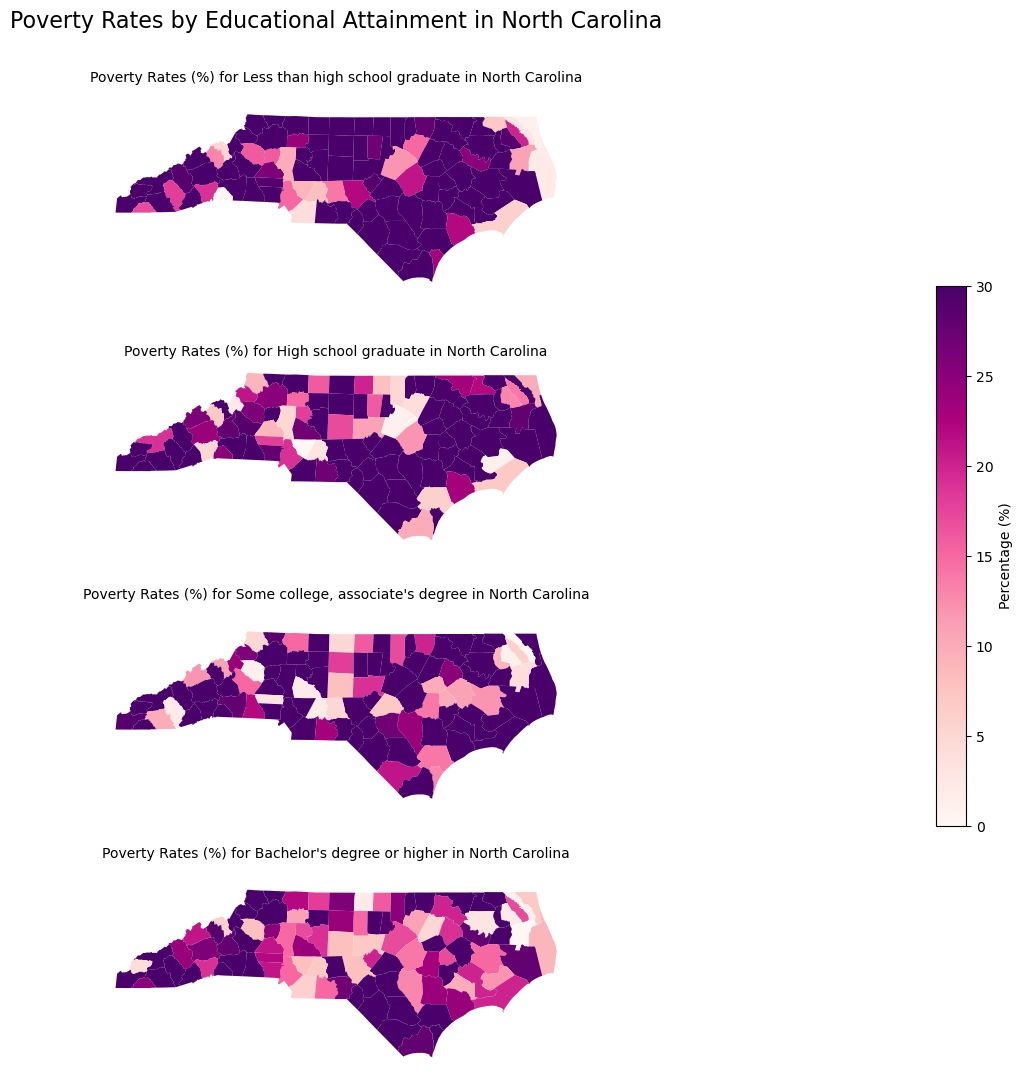 Poverty Rates by Educational Attainment in North Carolina
Poverty Rates (%) for Less than high school graduate in North Carolina
Poverty Rates (%) for High school graduate in North Carolina
Poverty Rates (%) for Some college, associate's degree in North Carolina
Poverty Rates (%) for Bachelor's degree or higher in North Carolina
30
25
20
15
10
5
0
Percentage (%)